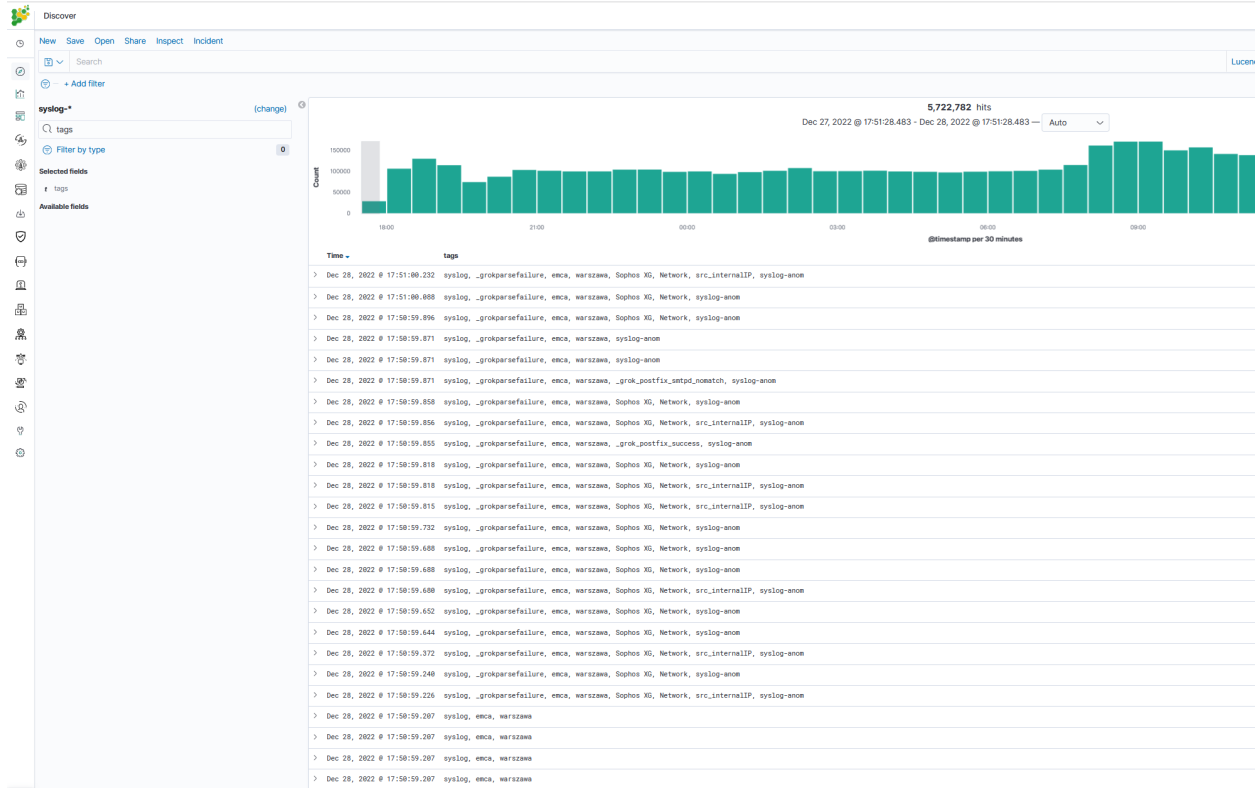 Discover
New Save Open Share Inspect Incident
Search Lucen
+ Add filter
syslog-* (change)
tags
Filter by type 0
Selected fields
t tags
Available fields
5,722,782 hits
Dec 27, 2022 @ 17:51:28.483 - Dec 28, 2022 @ 17:51:28.483 — Auto
Count
150000
100000
50000
0
18:00 21:00 00:00 03:00 06:00 09:00
@timestamp per 30 minutes
Time tags
Dec 28, 2022 @ 17:51:00.232 syslog, _grokparsefailure, emca, warszawa, Sophos XG, Network, src_internalIP, syslog-anom
Dec 28, 2022 @ 17:51:00.088 syslog, _grokparsefailure, emca, warszawa, Sophos XG, Network, syslog-anom
Dec 28, 2022 @ 17:50:59.896 syslog, _grokparsefailure, emca, warszawa, Sophos XG, Network, syslog-anom
Dec 28, 2022 @ 17:50:59.871 syslog, _grokparsefailure, emca, warszawa, syslog-anom
Dec 28, 2022 @ 17:50:59.871 syslog, _grokparsefailure, emca, warszawa, syslog-anom
Dec 28, 2022 @ 17:50:59.871 syslog, _grokparsefailure, emca, warszawa, _grok_postfix_smtpd_nomatch, syslog-anom
Dec 28, 2022 @ 17:50:59.858 syslog, _grokparsefailure, emca, warszawa, Sophos XG, Network, syslog-anom
Dec 28, 2022 @ 17:50:59.856 syslog, _grokparsefailure, emca, warszawa, Sophos XG, Network, src_internalIP, syslog-anom
Dec 28, 2022 @ 17:50:59.855 syslog, _grokparsefailure, emca, warszawa, _grok_postfix_success, syslog-anom
Dec 28, 2022 @ 17:50:59.818 syslog, _grokparsefailure, emca, warszawa, Sophos XG, Network, syslog-anom
Dec 28, 2022 @ 17:50:59.818 syslog, _grokparsefailure, emca, warszawa, Sophos XG, Network, src_internalIP, syslog-anom
Dec 28, 2022 @ 17:50:59.815 syslog, _grokparsefailure, emca, warszawa, Sophos XG, Network, src_internalIP, syslog-anom
Dec 28, 2022 @ 17:50:59.732 syslog, _grokparsefailure, emca, warszawa, Sophos XG, Network, syslog-anom
Dec 28, 2022 @ 17:50:59.688 syslog, _grokparsefailure, emca, warszawa, Sophos XG, Network, syslog-anom
Dec 28, 2022 @ 17:50:59.688 syslog, _grokparsefailure, emca, warszawa, Sophos XG, Network, syslog-anom
Dec 28, 2022 @ 17:50:59.680 syslog, _grokparsefailure, emca, warszawa, Sophos XG, Network, src_internalIP, syslog-anom
Dec 28, 2022 @ 17:50:59.652 syslog, _grokparsefailure, emca, warszawa, Sophos XG, Network, syslog-anom
Dec 28, 2022 @ 17:50:59.644 syslog, _grokparsefailure, emca, warszawa, Sophos XG, Network, syslog-anom
Dec 28, 2022 @ 17:50:59.372 syslog, _grokparsefailure, emca, warszawa, Sophos XG, Network, src_internalIP, syslog-anom
Dec 28, 2022 @ 17:50:59.240 syslog, _grokparsefailure, emca, warszawa, Sophos XG, Network, syslog-anom
Dec 28, 2022 @ 17:50:59.226 syslog, _grokparsefailure, emca, warszawa, Sophos XG, Network, src_internalIP, syslog-anom
Dec 28, 2022 @ 17:50:59.207 syslog, emca, warszawa
Dec 28, 2022 @ 17:50:59.207 syslog, emca, warszawa
Dec 28, 2022 @ 17:50:59.207 syslog, emca, warszawa
Dec 28, 2022 @ 17:50:59.207 syslog, emca, warszawa